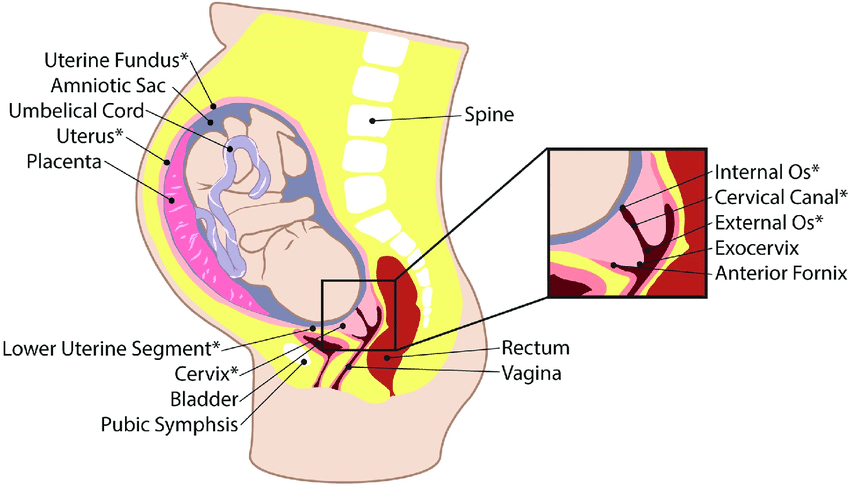 Uterine Fundus*
Amniotic Sac
Umbelical Cord
Uterus*
Placenta
Spine
Internal Os*
Cervical Canal*
External Os*
Exocervix
Anterior Fornix
Lower Uterine Segment*
Cervix*
Bladder
Pubic Symphsis
Rectum
Vagina